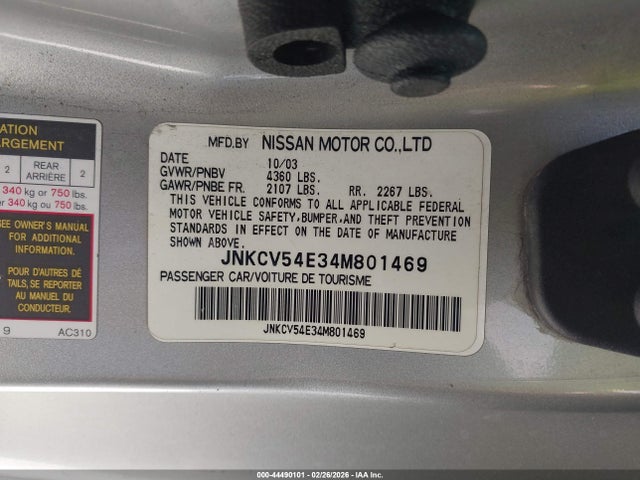 ATION
ARGEMENT
2
REAR
ARRIÈRE
2
340 kg or 750 lbs.
340 kg ou 750 lbs.
SEE OWNER'S MANUAL
FOR ADDITIONAL
INFORMATION.
POUR D'AUTRES DÉ
TAILS, SE REPORTER
AU MANUEL DU
CONDUCTEUR.
9
AC310
MFD.BY NISSAN MOTOR CO.,LTD
DATE 10/03
GVWR/PNBV 4360 LBS.
GAWR/PNBE FR. 2107 LBS. RR. 2267 LBS.
THIS VEHICLE CONFORMS TO ALL APPLICABLE FEDERAL
MOTOR VEHICLE SAFETY,BUMPER,AND THEFT PREVENTION
STANDARDS IN EFFECT ON THE DATE OF MANUFACTURE
SHOWN ABOVE.
JNKCV54E34M801469
PASSENGER CAR/VOITURE DE TOURISME
JNKCV54E34M801469
000-44490101 - 02/26/2026 - IAA Inc.